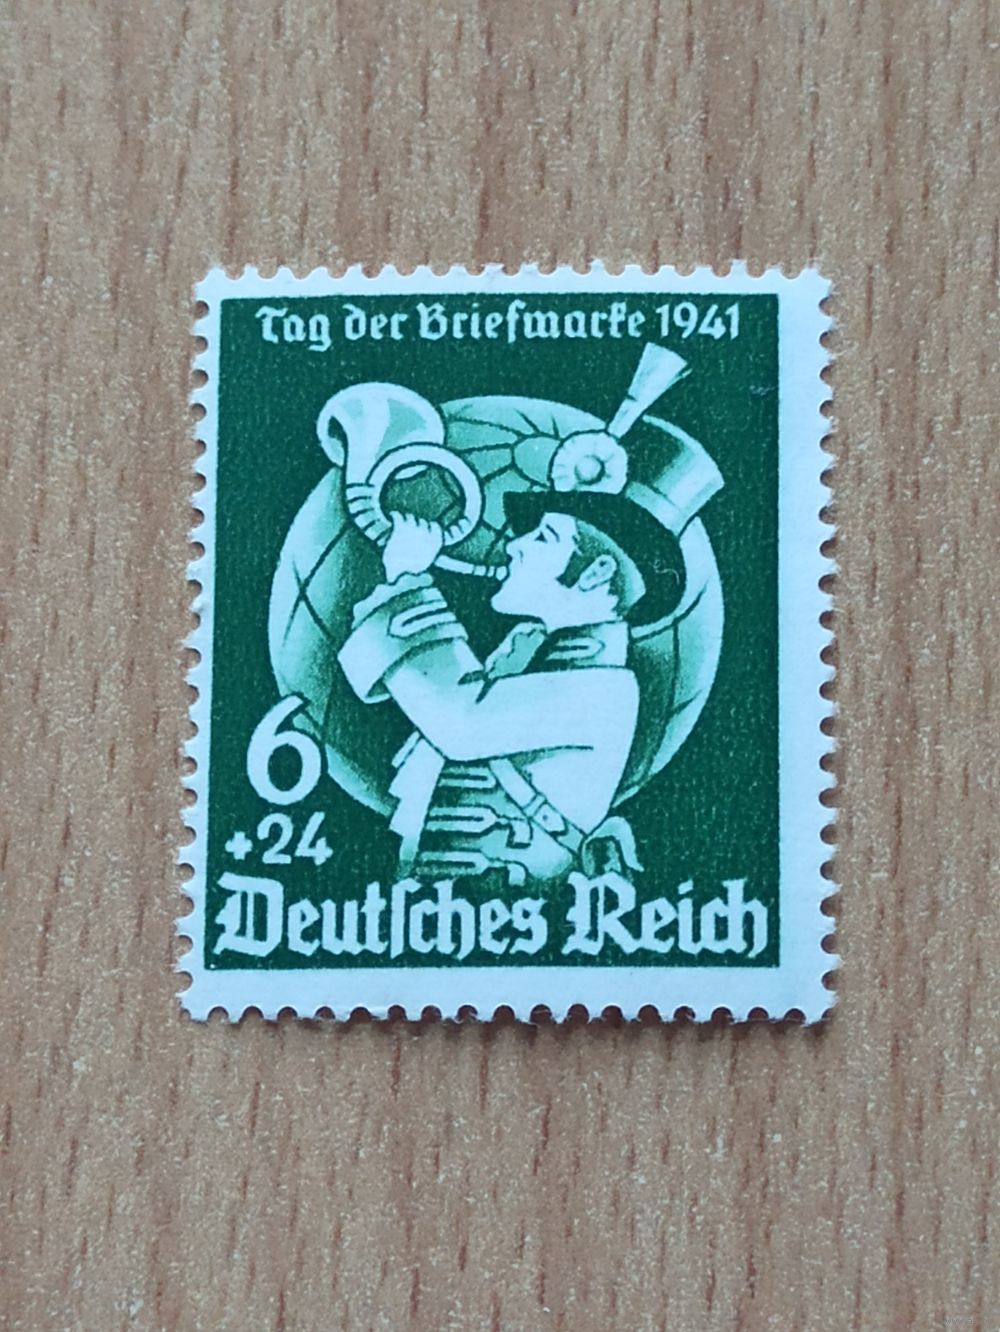 Tag der Briefmarke 1941
6
+24
Deutsches Reich